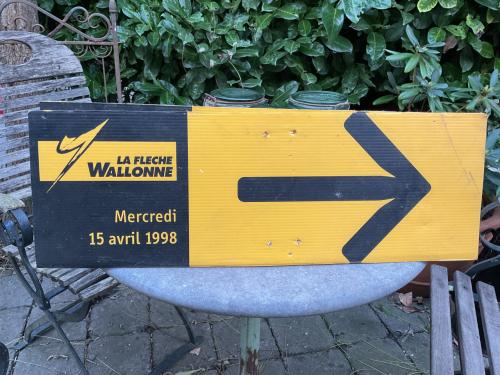 LA FLECHE
WALLONNE
Mercredi
15 avril 1998